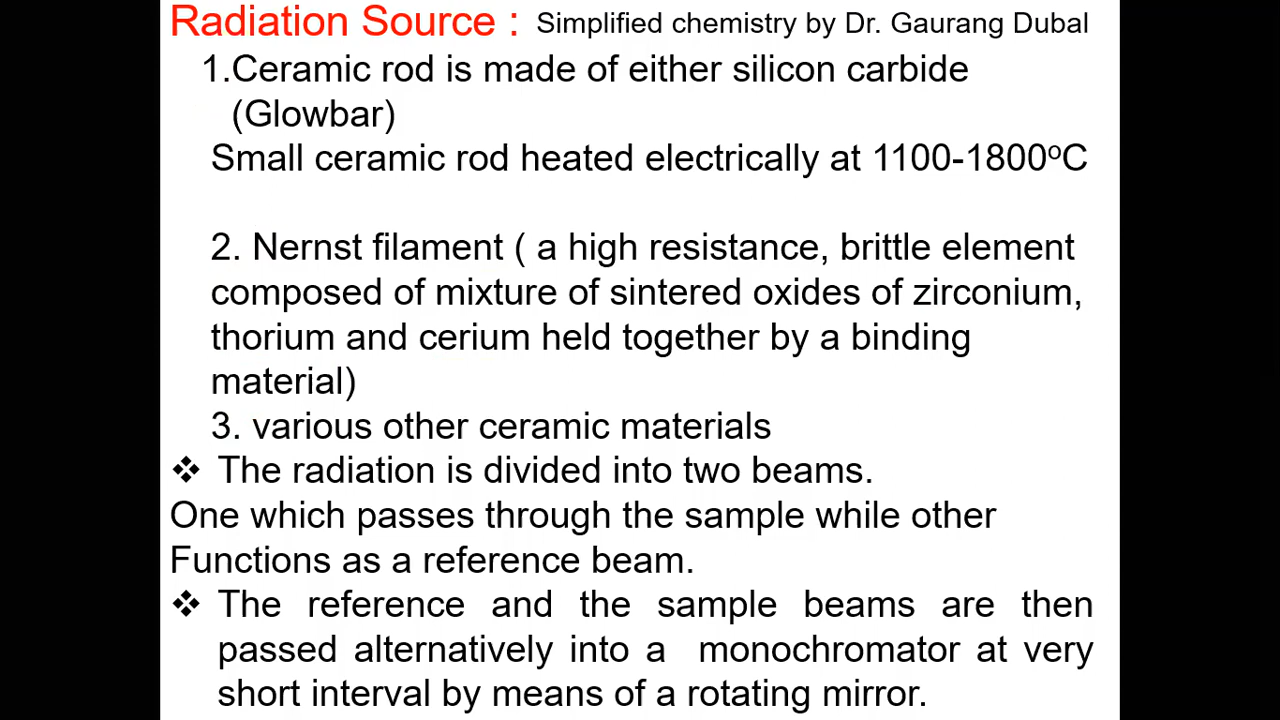 Radiation Source : Simplified chemistry by Dr. Gaurang Dubal
1.Ceramic rod is made of either silicon carbide
(Glowbar)
Small ceramic rod heated electrically at 1100-1800ºC
2. Nernst filament ( a high resistance, brittle element
composed of mixture of sintered oxides of zirconium,
thorium and cerium held together by a binding
material)
3. various other ceramic materials
❖ The radiation is divided into two beams.
One which passes through the sample while other
Functions as a reference beam.
❖ The reference and the sample beams are then
passed alternatively into a monochromator at very
short interval by means of a rotating mirror.